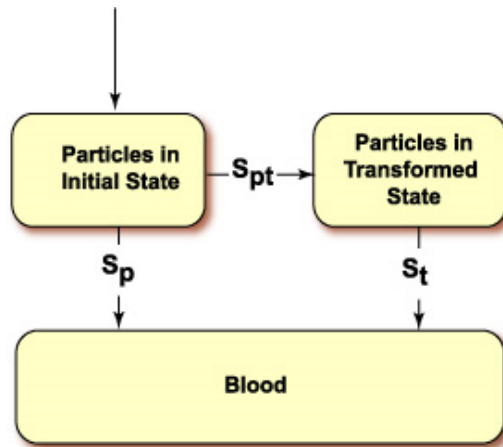 Particles in
Initial State
Particles in
Transformed
State
Spt
Sp
St
Blood